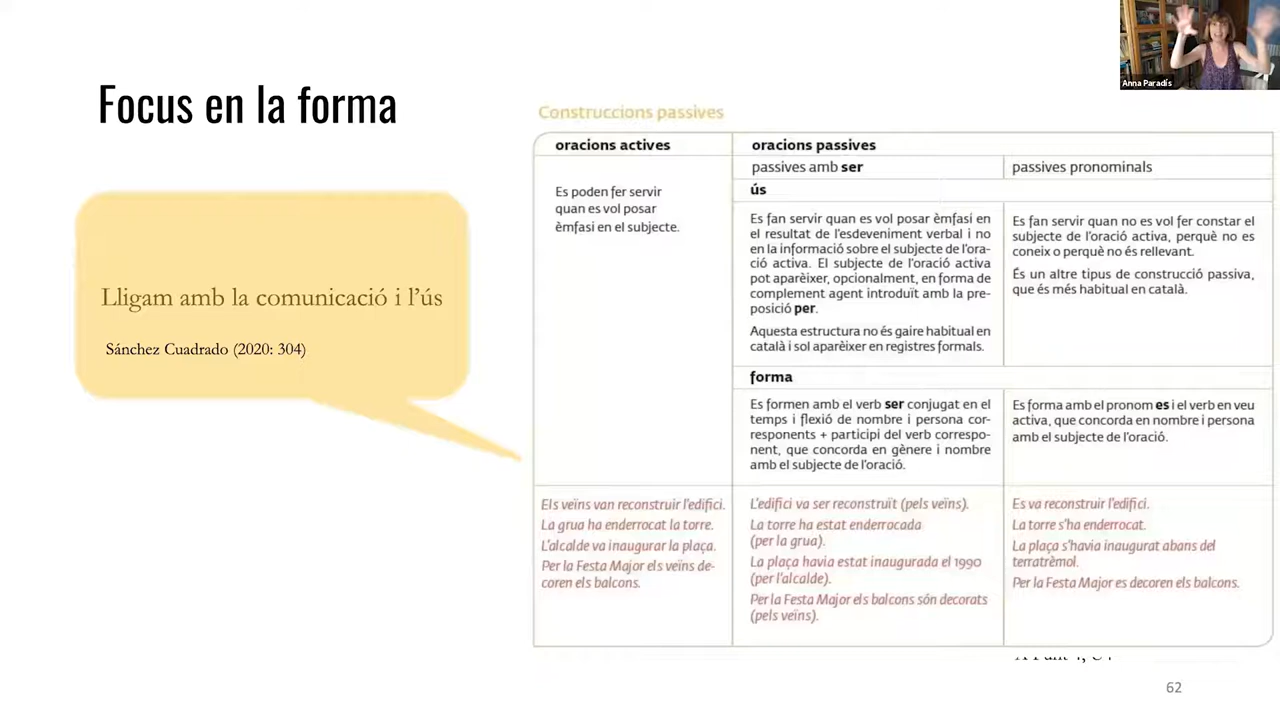 Anna Paradís
Focus en la forma
Lligam amb la comunicació i l’ús
Sánchez Cuadrado (2020: 304)
Construccions passives
oracions actives
oracions passives
passives amb ser
passives pronominals
ús
Es poden fer servir
quan es vol posar
èmfasi en el subjecte.
Es fan servir quan es vol posar èmfasi en
el resultat de l’esdeveniment verbal i no
en la informació sobre el subjecte de l’ora-
ció activa. El subjecte de l’oració activa
pot aparèixer, opcionalment, en forma de
complement agent introduït amb la pre-
posició per.
Aquesta estructura no és gaire habitual en
català i sol aparèixer en registres formals.
Es fan servir quan no es vol fer constar el
subjecte de l’oració activa, perquè no es
coneix o perquè no és rellevant.
És un altre tipus de construcció passiva,
que és més habitual en català.
forma
Es formen amb el verb ser conjugat en el
temps i flexió de nombre i persona cor-
responents + participi del verb correspo-
nent, que concorda en gènere i nombre
amb el subjecte de l’oració.
Es forma amb el pronom es i el verb en veu
activa, que concorda en nombre i persona
amb el subjecte de l’oració.
Els veïns van reconstruir l’edifici.
La grua ha enderrocat la torre.
L’alcalde va inaugurar la plaça.
Per la Festa Major els veïns de-
coren els balcons.
L’edifici va ser reconstruït (pels veïns).
La torre ha estat enderrocada
(per la grua).
La plaça havia estat inaugurada el 1990
(per l’alcalde).
Per la Festa Major els balcons són decorats
(pels veïns).
Es va reconstruir l’edifici.
La torre s’ha enderrocat.
La plaça s’havia inaugurat abans del
terratrèmol.
Per la Festa Major es decoren els balcons.
62